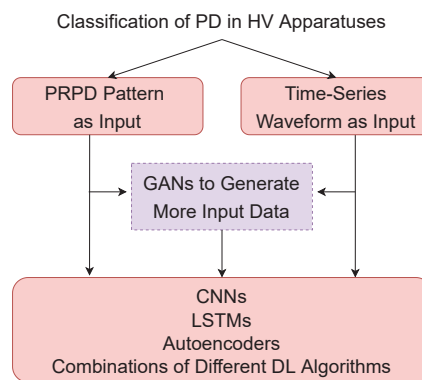 Classification of PD in HV Apparatuses
PRPD Pattern
as Input
Time-Series
Waveform as Input
GANs to Generate
More Input Data
CNNs
LSTMs
Autoencoders
Combinations of Different DL Algorithms